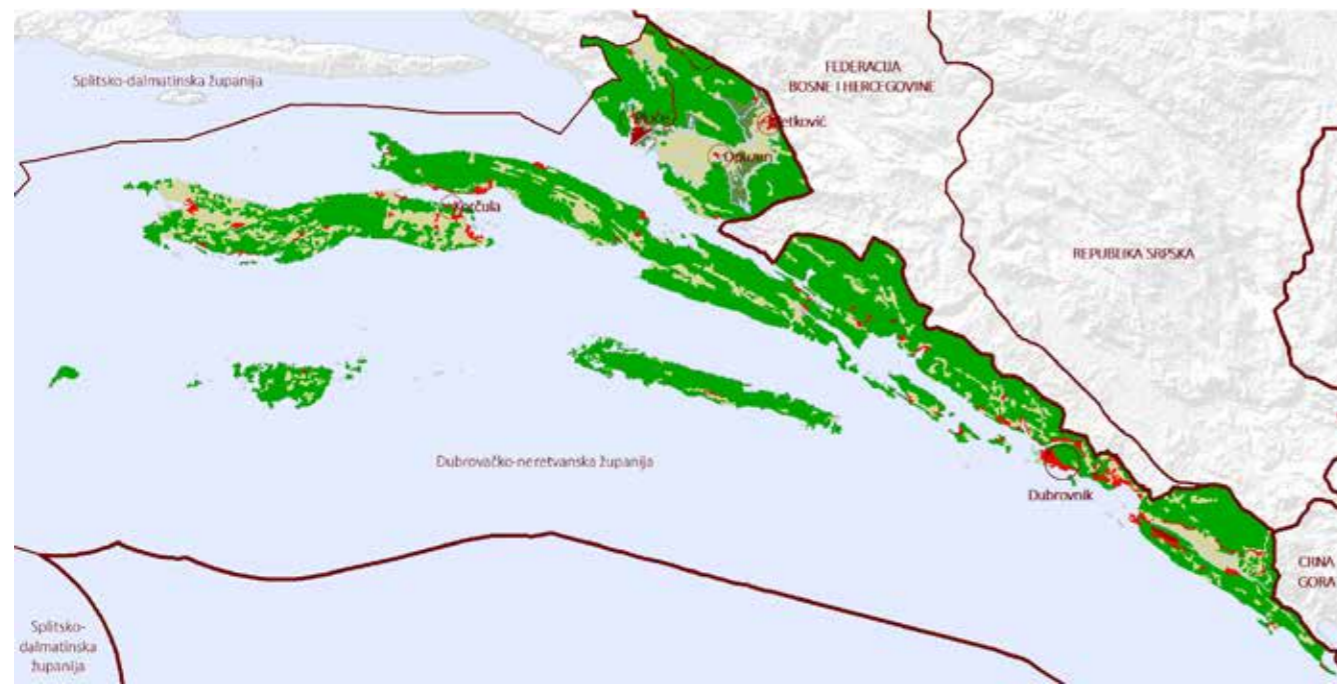 Splitsko-dalmatinska županija
FEDERACIJA
BOSNE I HERCEGOVINE
Ploče
Metković
Opuzen
Korčula
REPUBLIKA SRPSKA
Dubrovačko-neretvanska županija
Dubrovnik
CRNA
GORA
Splitsko-
dalmatinska
županija